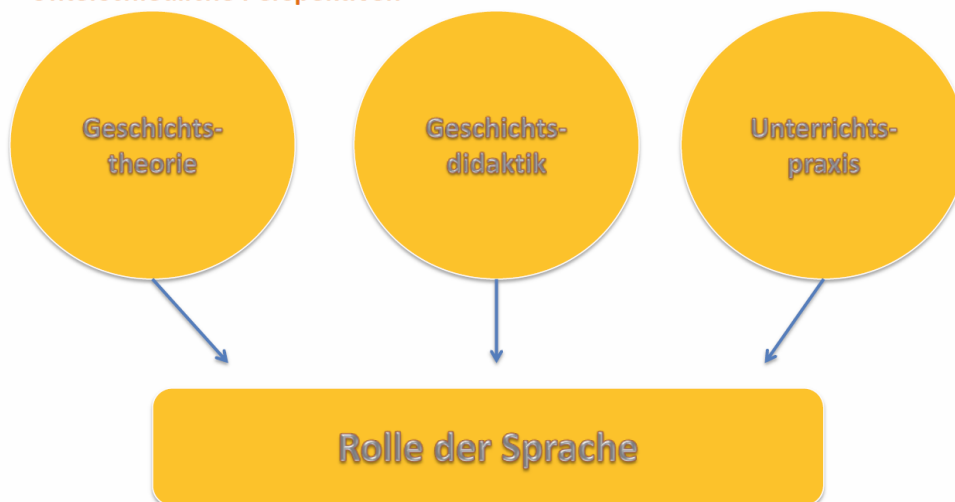 Geschichts-
theorie
Geschichts-
didaktik
Unterrichts-
praxis
Rolle der Sprache